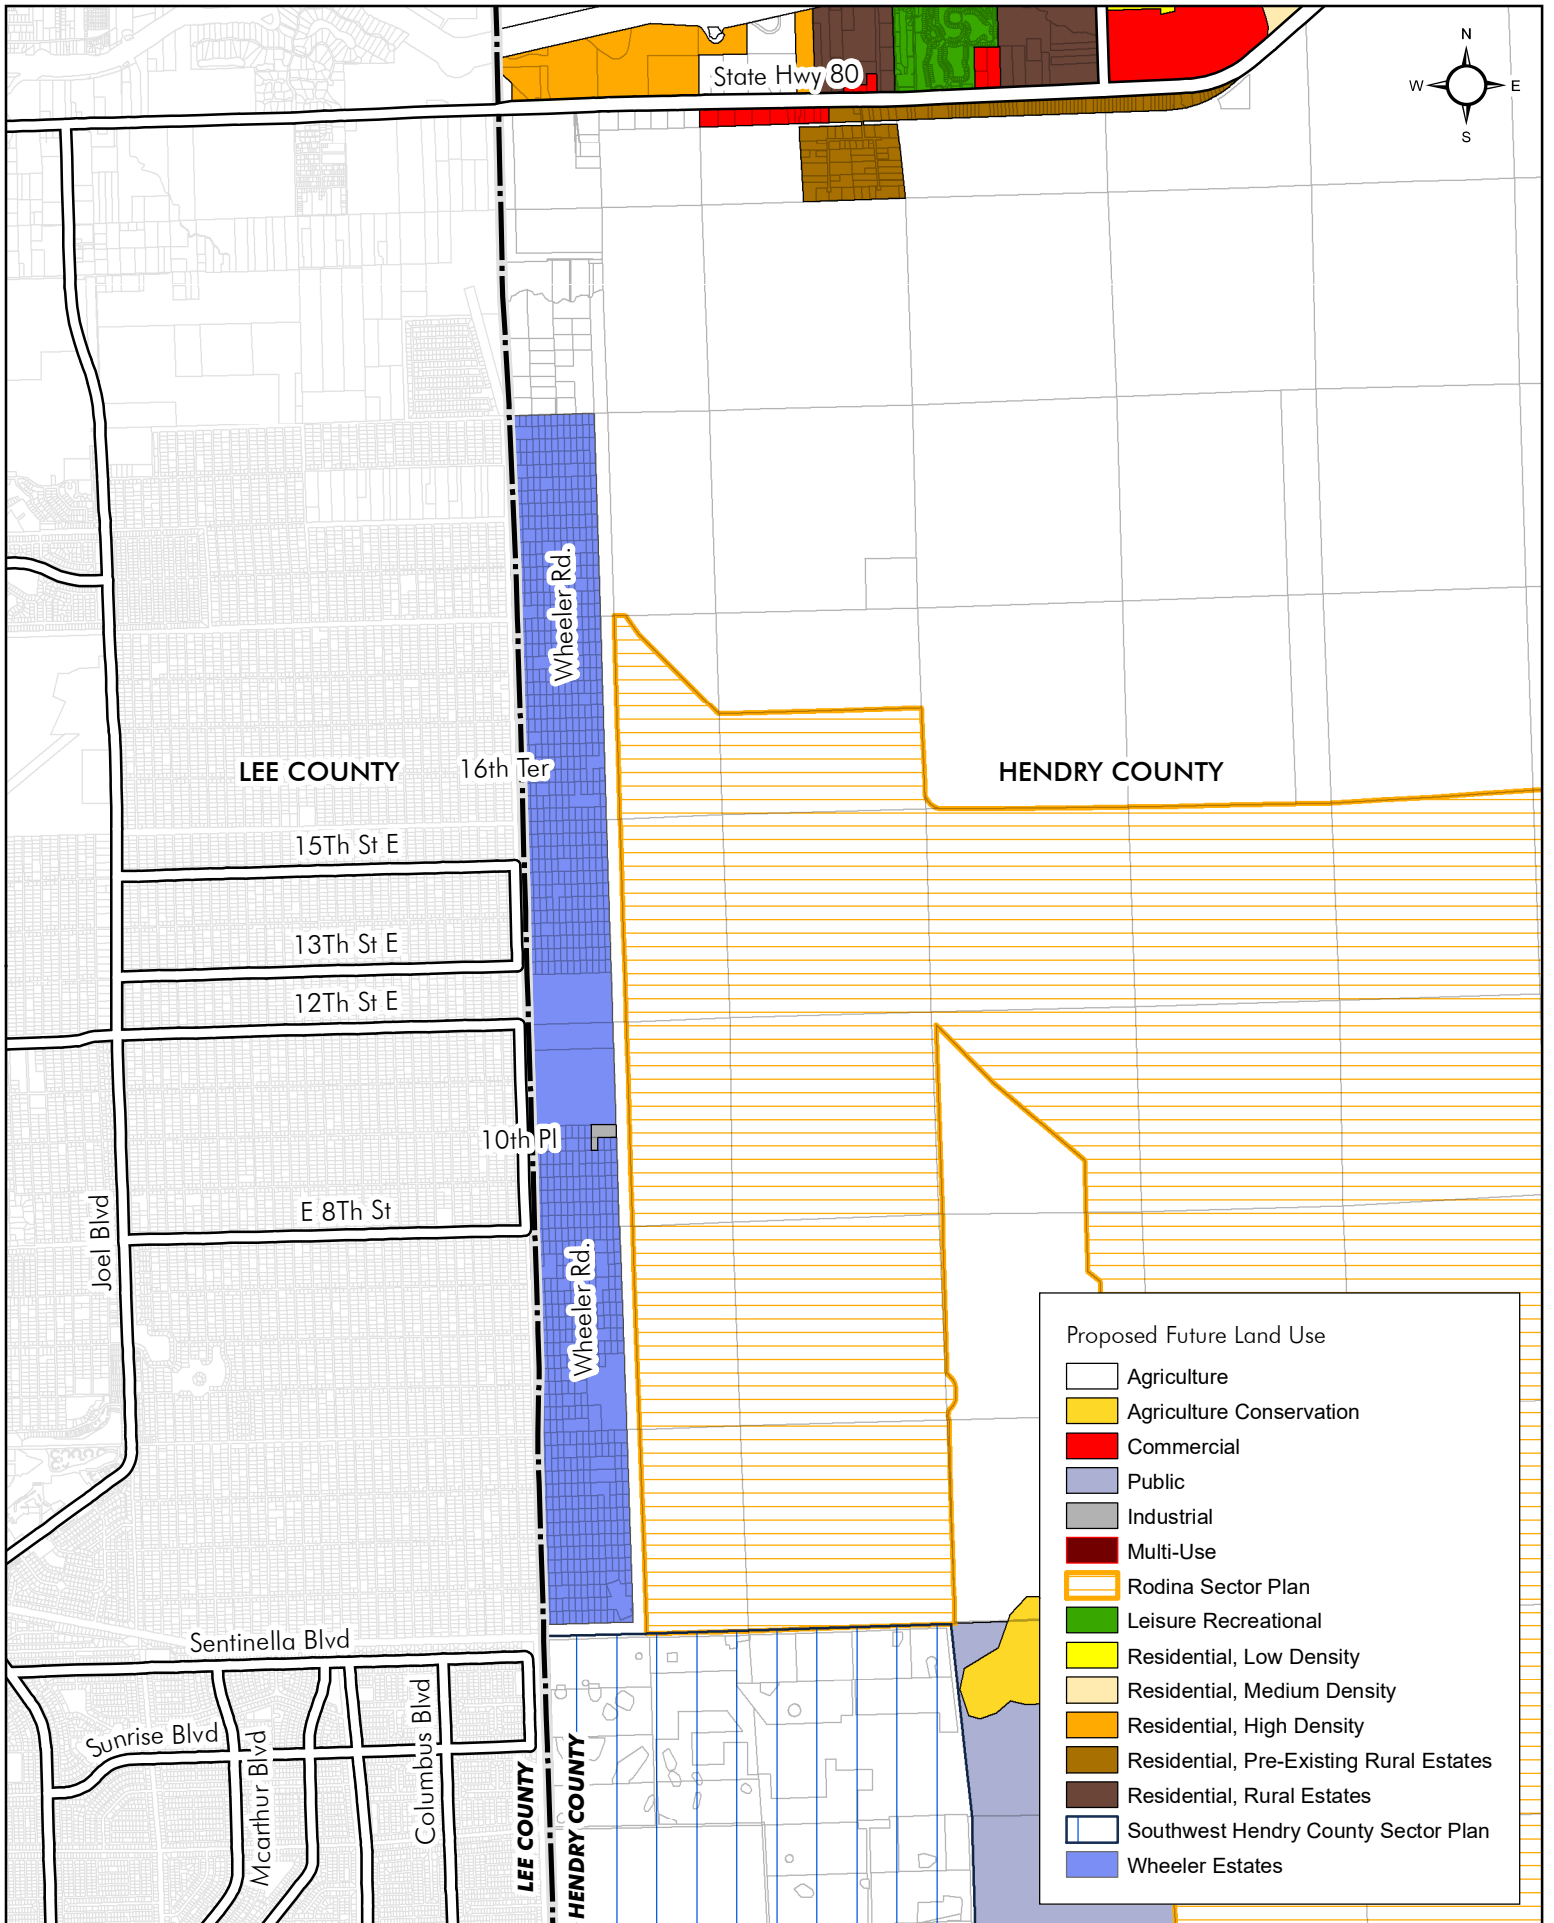 State Hwy 80
N
W
E
S
Wheeler Rd.
LEE COUNTY
16th Ter
HENDRY COUNTY
15Th St E
13Th St E
12Th St E
10th Pl
E 8Th St
Joel Blvd
Wheeler Rd.
Sentinella Blvd
Sunrise Blvd
Mcarthur Blvd
Columbus Blvd
LEE COUNTY
HENDRY COUNTY
Proposed Future Land Use
Agriculture
Agriculture Conservation
Commercial
Public
Industrial
Multi-Use
Rodina Sector Plan
Leisure Recreational
Residential, Low Density
Residential, Medium Density
Residential, High Density
Residential, Pre-Existing Rural Estates
Residential, Rural Estates
Southwest Hendry County Sector Plan
Wheeler Estates